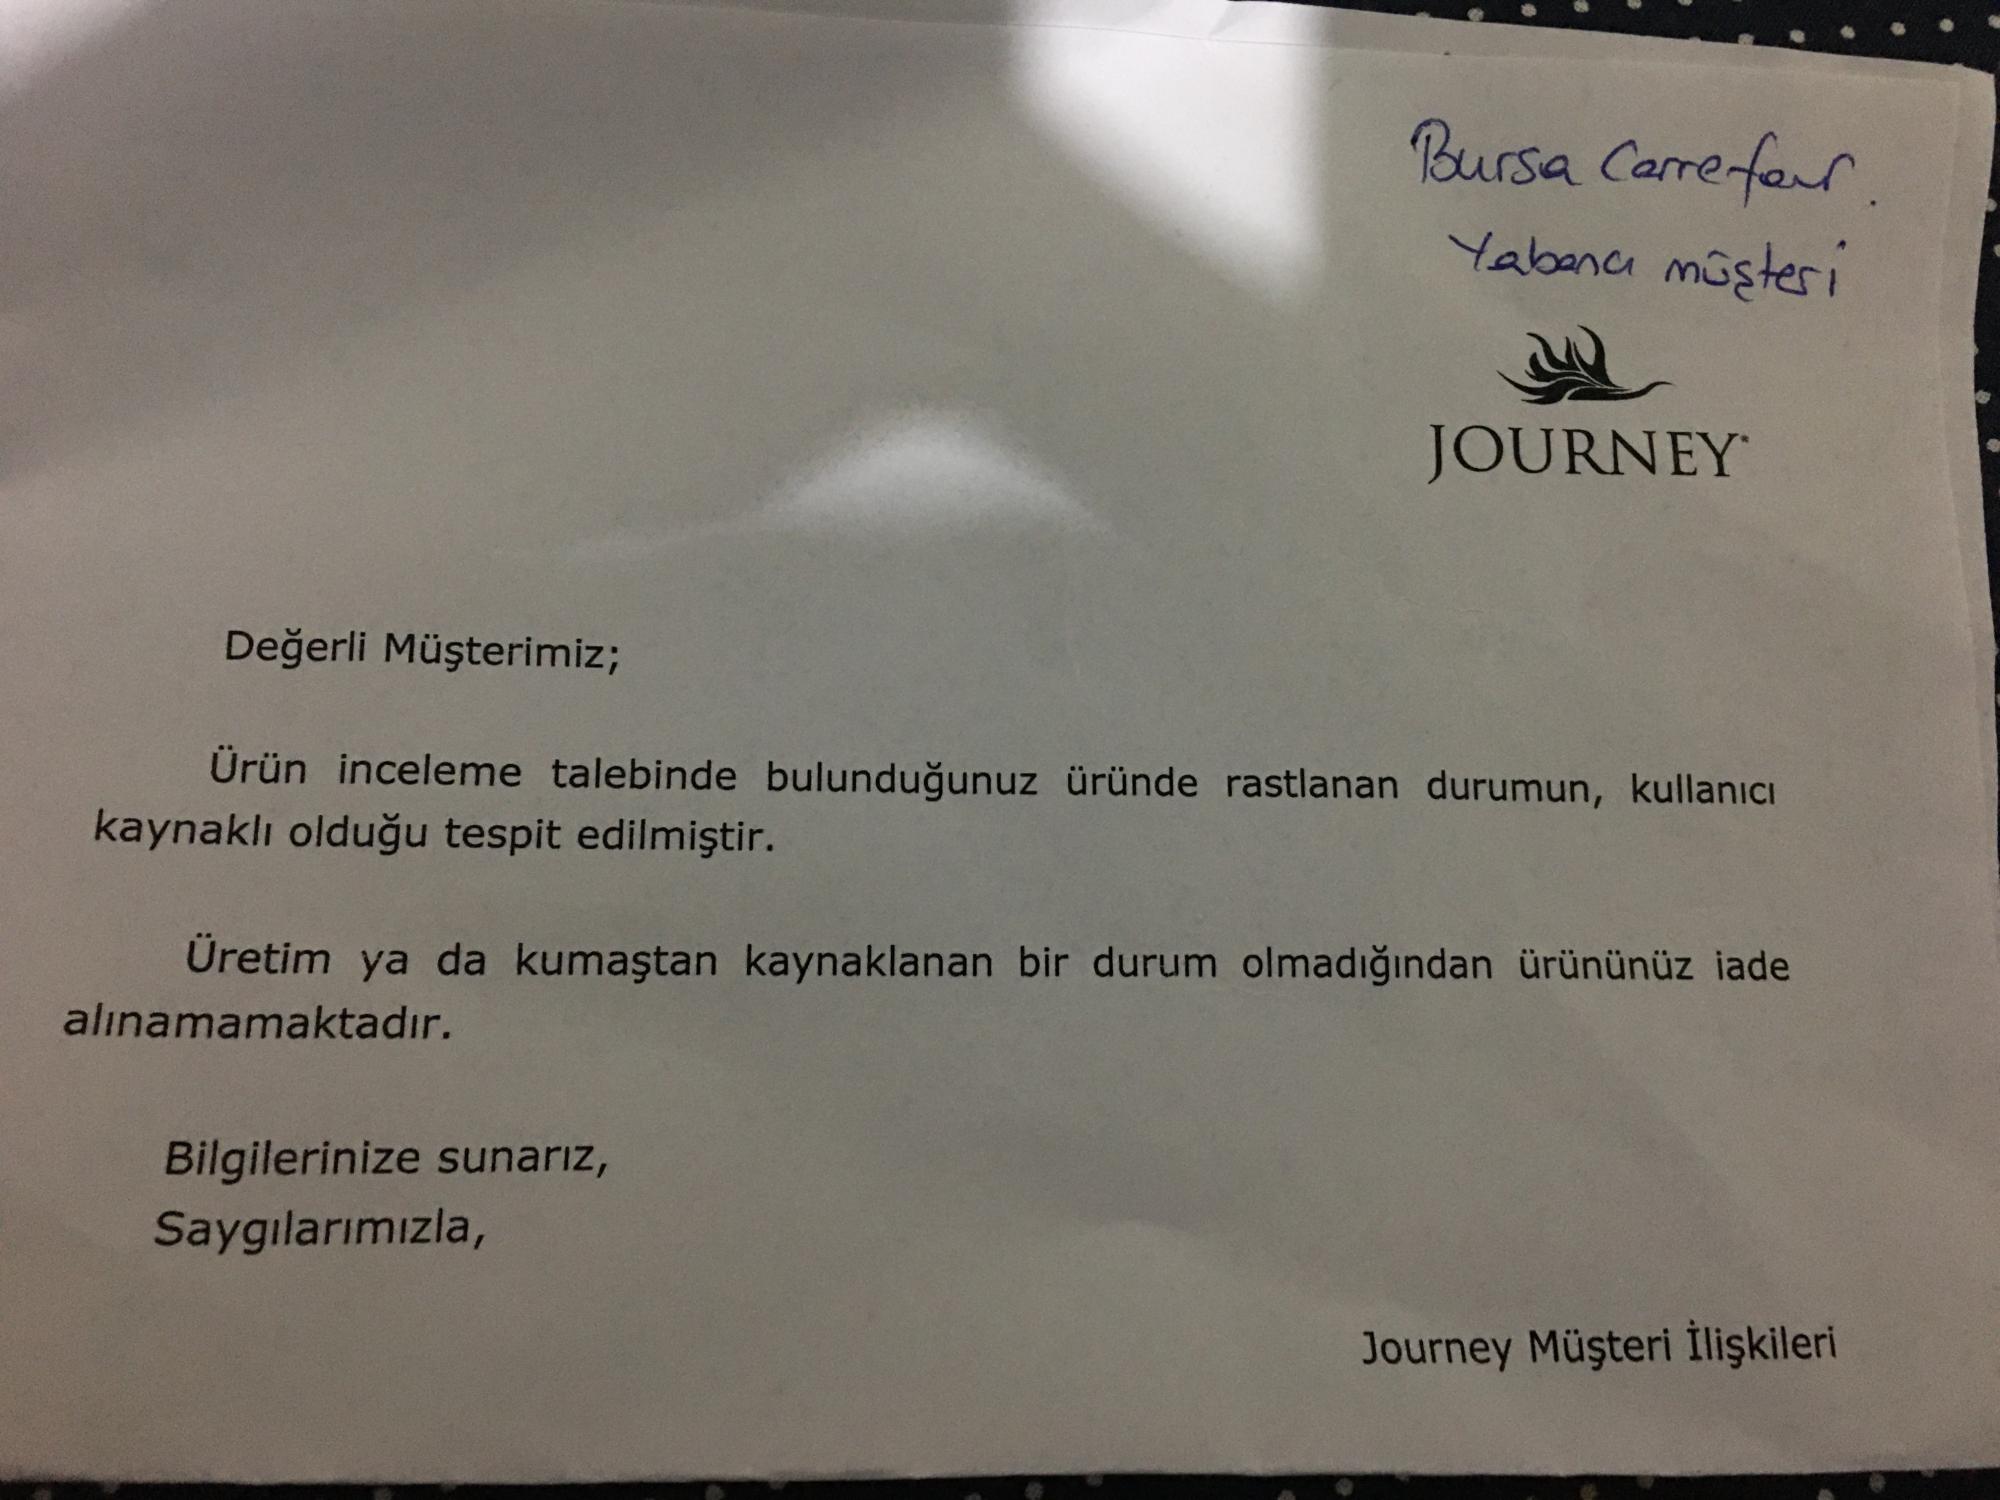 Bursa Carrefour.
Yabancı müşteri
JOURNEY
Değerli Müşterimiz;
Ürün inceleme talebinde bulunduğunuz üründe rastlanan durumun, kullanıcı
kaynaklı olduğu tespit edilmiştir.
Üretim ya da kumaştan kaynaklanan bir durum olmadığından ürününüz iade
alınamamaktadır.
Bilgilerinize sunarız,
Saygılarımızla,
Journey Müşteri İlişkileri